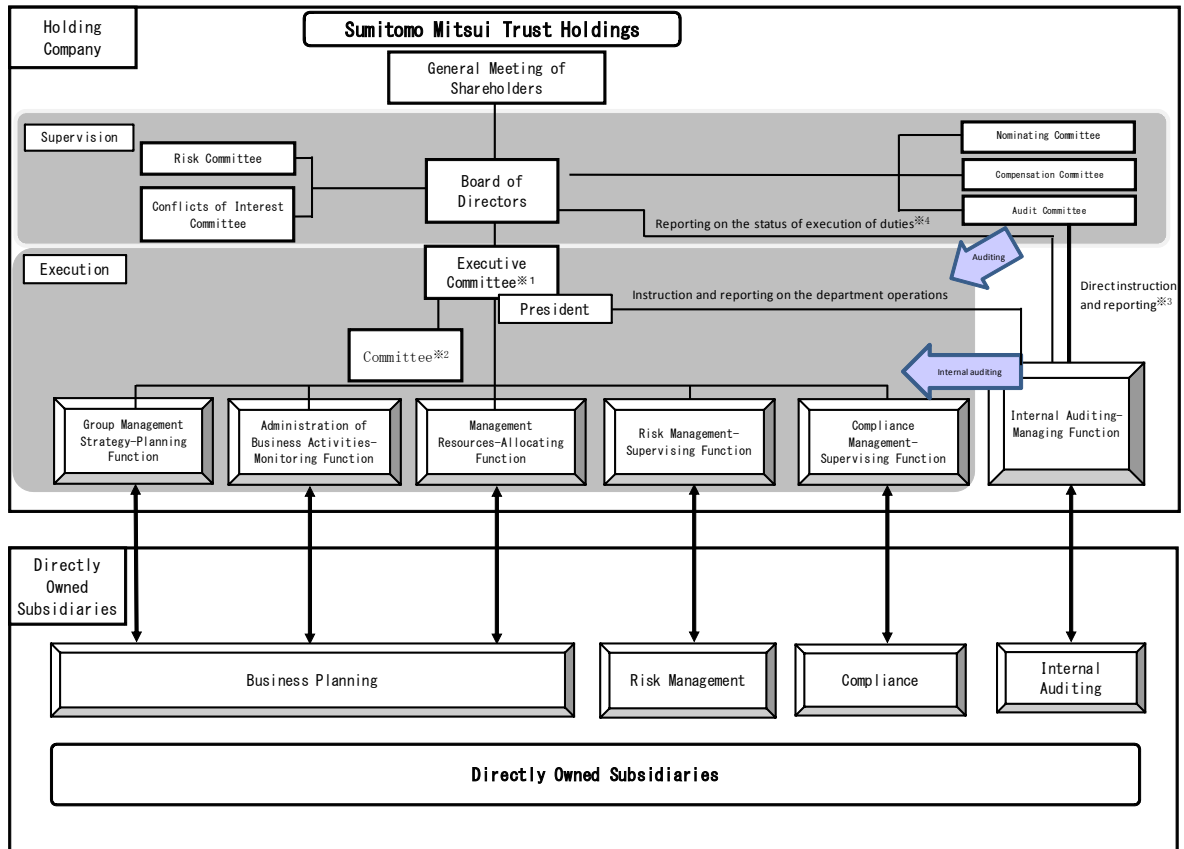 Holding
Company
Sumitomo Mitsui Trust Holdings
General Meeting of
Shareholders
Supervision
Risk Committee
Conflicts of Interest
Committee
Board of
Directors
Nominating Committee
Compensation Committee
Audit Committee
Reporting on the status of execution of duties※4
Execution
Executive
Committee※1
President
Committee※2
Instruction and reporting on the department operations
Auditing
Direct instruction
and reporting※3
Internal auditing
Group Management
Strategy-Planning
Function
Administration of
Business Activities-
Monitoring Function
Management
Resources-Allocating
Function
Risk Management-
Supervising Function
Compliance
Management-
Supervising Function
Internal Auditing-
Managing Function
Directly
Owned
Subsidiaries
Business Planning
Risk Management
Compliance
Internal
Auditing
Directly Owned Subsidiaries